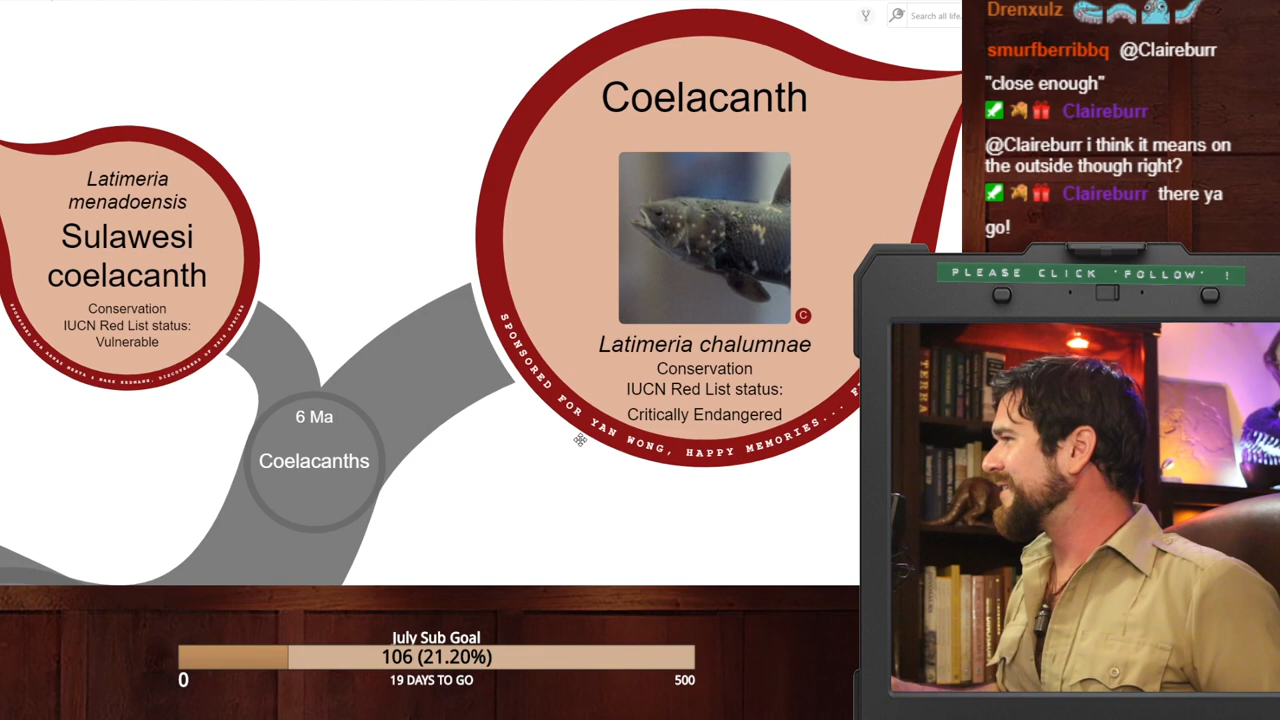 Search all life.
Coelacanth
Latimeria chalumnae
Conservation
IUCN Red List status:
Critically Endangered
SPONSORED FOR YAN WONG, HAPPY MEMORIES...
C
Latimeria
menadoensis
Sulawesi
coelacanth
Conservation
IUCN Red List status:
Vulnerable
6 Ma
Coelacanths
Drenxulz
smurfberribbq @Claireburr
"close enough"
Claireburr
@Claireburr i think it means on
the outside though right?
Claireburr there ya
go!
PLEASE CLICK 'FOLLOW' !
July Sub Goal
106 (21.20%)
0
19 DAYS TO GO
500